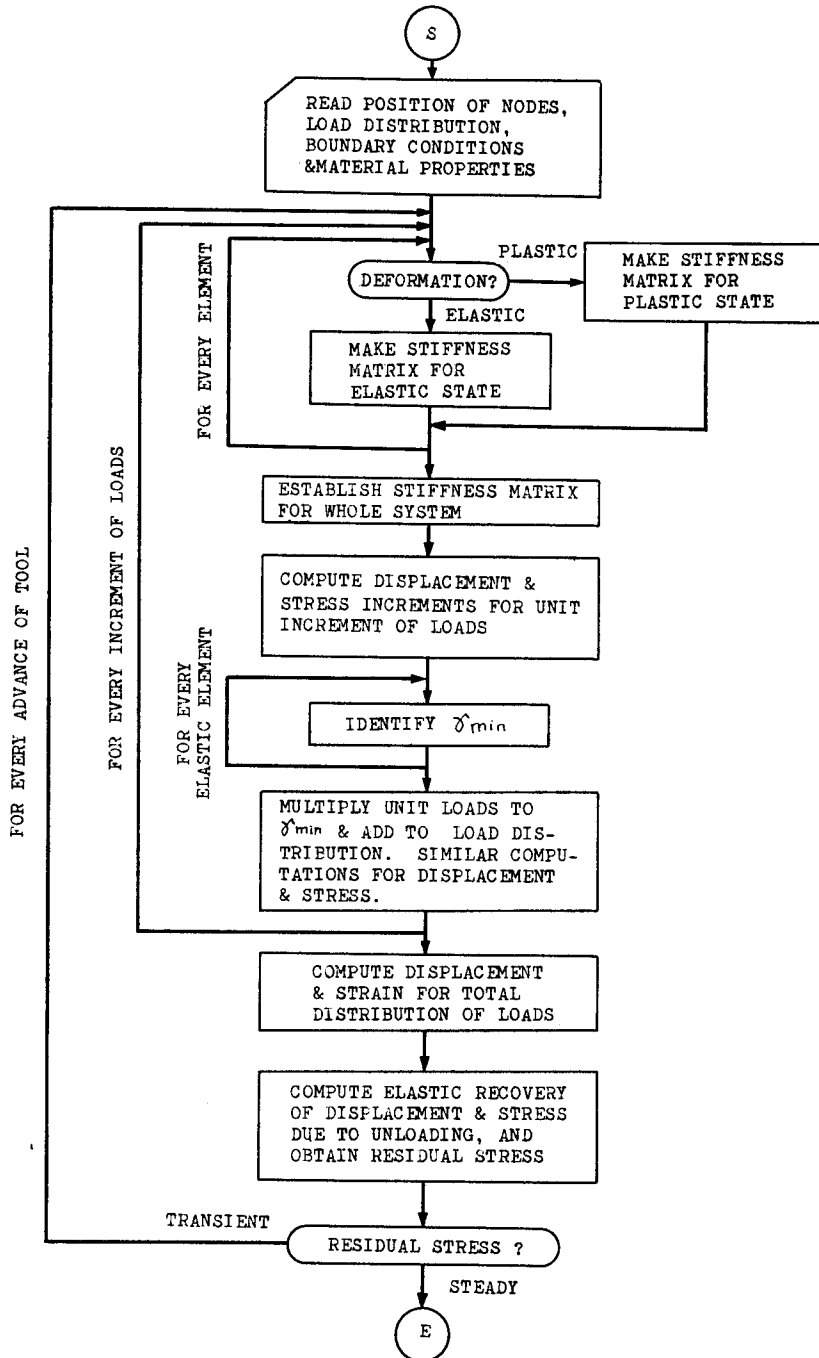 S
READ POSITION OF NODES,
LOAD DISTRIBUTION,
BOUNDARY CONDITIONS
&MATERIAL PROPERTIES
PLASTIC
DEFORMATION?
MAKE STIFFNESS
MATRIX FOR
PLASTIC STATE
ELASTIC
MAKE STIFFNESS
MATRIX FOR
ELASTIC STATE
FOR EVERY ELEMENT
ESTABLISH STIFFNESS MATRIX
FOR WHOLE SYSTEM
COMPUTE DISPLACEMENT &
STRESS INCREMENTS FOR UNIT
INCREMENT OF LOADS
FOR EVERY INCREMENT OF LOADS
FOR EVERY ADVANCE OF TOOL
FOR EVERY
ELASTIC ELEMENT
IDENTIFY γmin
MULTIPLY UNIT LOADS TO
γmin & ADD TO LOAD DIS-
TRIBUTION. SIMILAR COMPU-
TATIONS FOR DISPLACEMENT
& STRESS.
COMPUTE DISPLACEMENT
& STRAIN FOR TOTAL
DISTRIBUTION OF LOADS
COMPUTE ELASTIC RECOVERY
OF DISPLACEMENT & STRESS
DUE TO UNLOADING, AND
OBTAIN RESIDUAL STRESS
TRANSIENT
RESIDUAL STRESS ?
STEADY
E